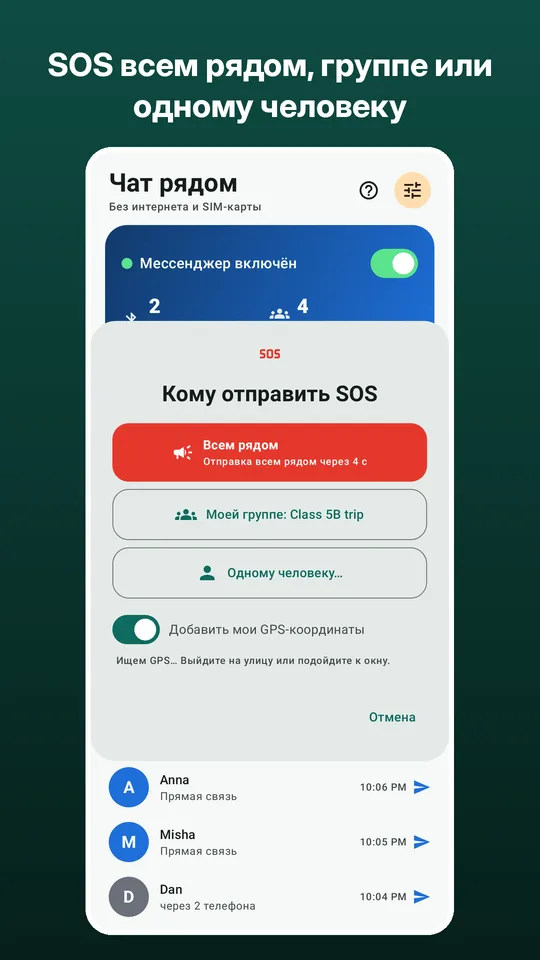 SOS всем рядом, группе или
одному человеку
Чат рядом
Без интернета и SIM-карты
Мессенджер включён
2
4
SOS
Кому отправить SOS
Всем рядом
Отправка всем рядом через 4 с
Моей группе: Class 5B trip
Одному человеку…
Добавить мои GPS-координаты
Ищем GPS… Выйдите на улицу или подойдите к окну.
Отмена
A
Anna
Прямая связь
10:06 PM
M
Misha
Прямая связь
10:05 PM
D
Dan
через 2 телефона
10:04 PM